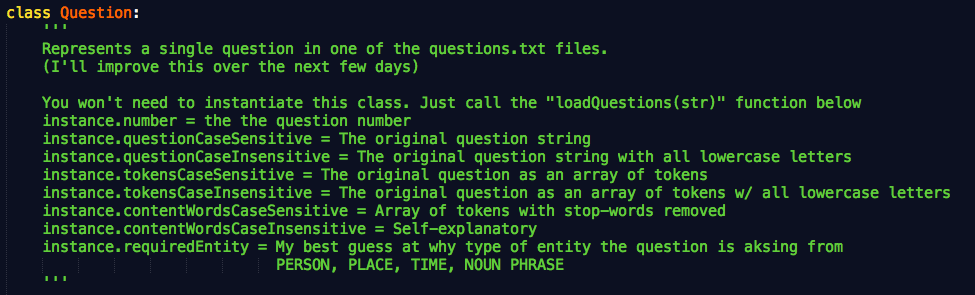 class Question:
'''
Represents a single question in one of the questions.txt files.
(I'll improve this over the next few days)
You won't need to instantiate this class. Just call the "loadQuestions(str)" function below
instance.number = the the question number
instance.questionCaseSensitive = The original question string
instance.questionCaseInsensitive = The original question string with all lowercase letters
instance.tokensCaseSensitive = The original question as an array of tokens
instance.tokensCaseInsensitive = The original question as an array of tokens w/ all lowercase letters
instance.contentWordsCaseSensitive = Array of tokens with stop-words removed
instance.contentWordsCaseInsensitive = Self-explanatory
instance.requiredEntity = My best guess at why type of entity the question is aksing from
PERSON, PLACE, TIME, NOUN PHRASE
'''